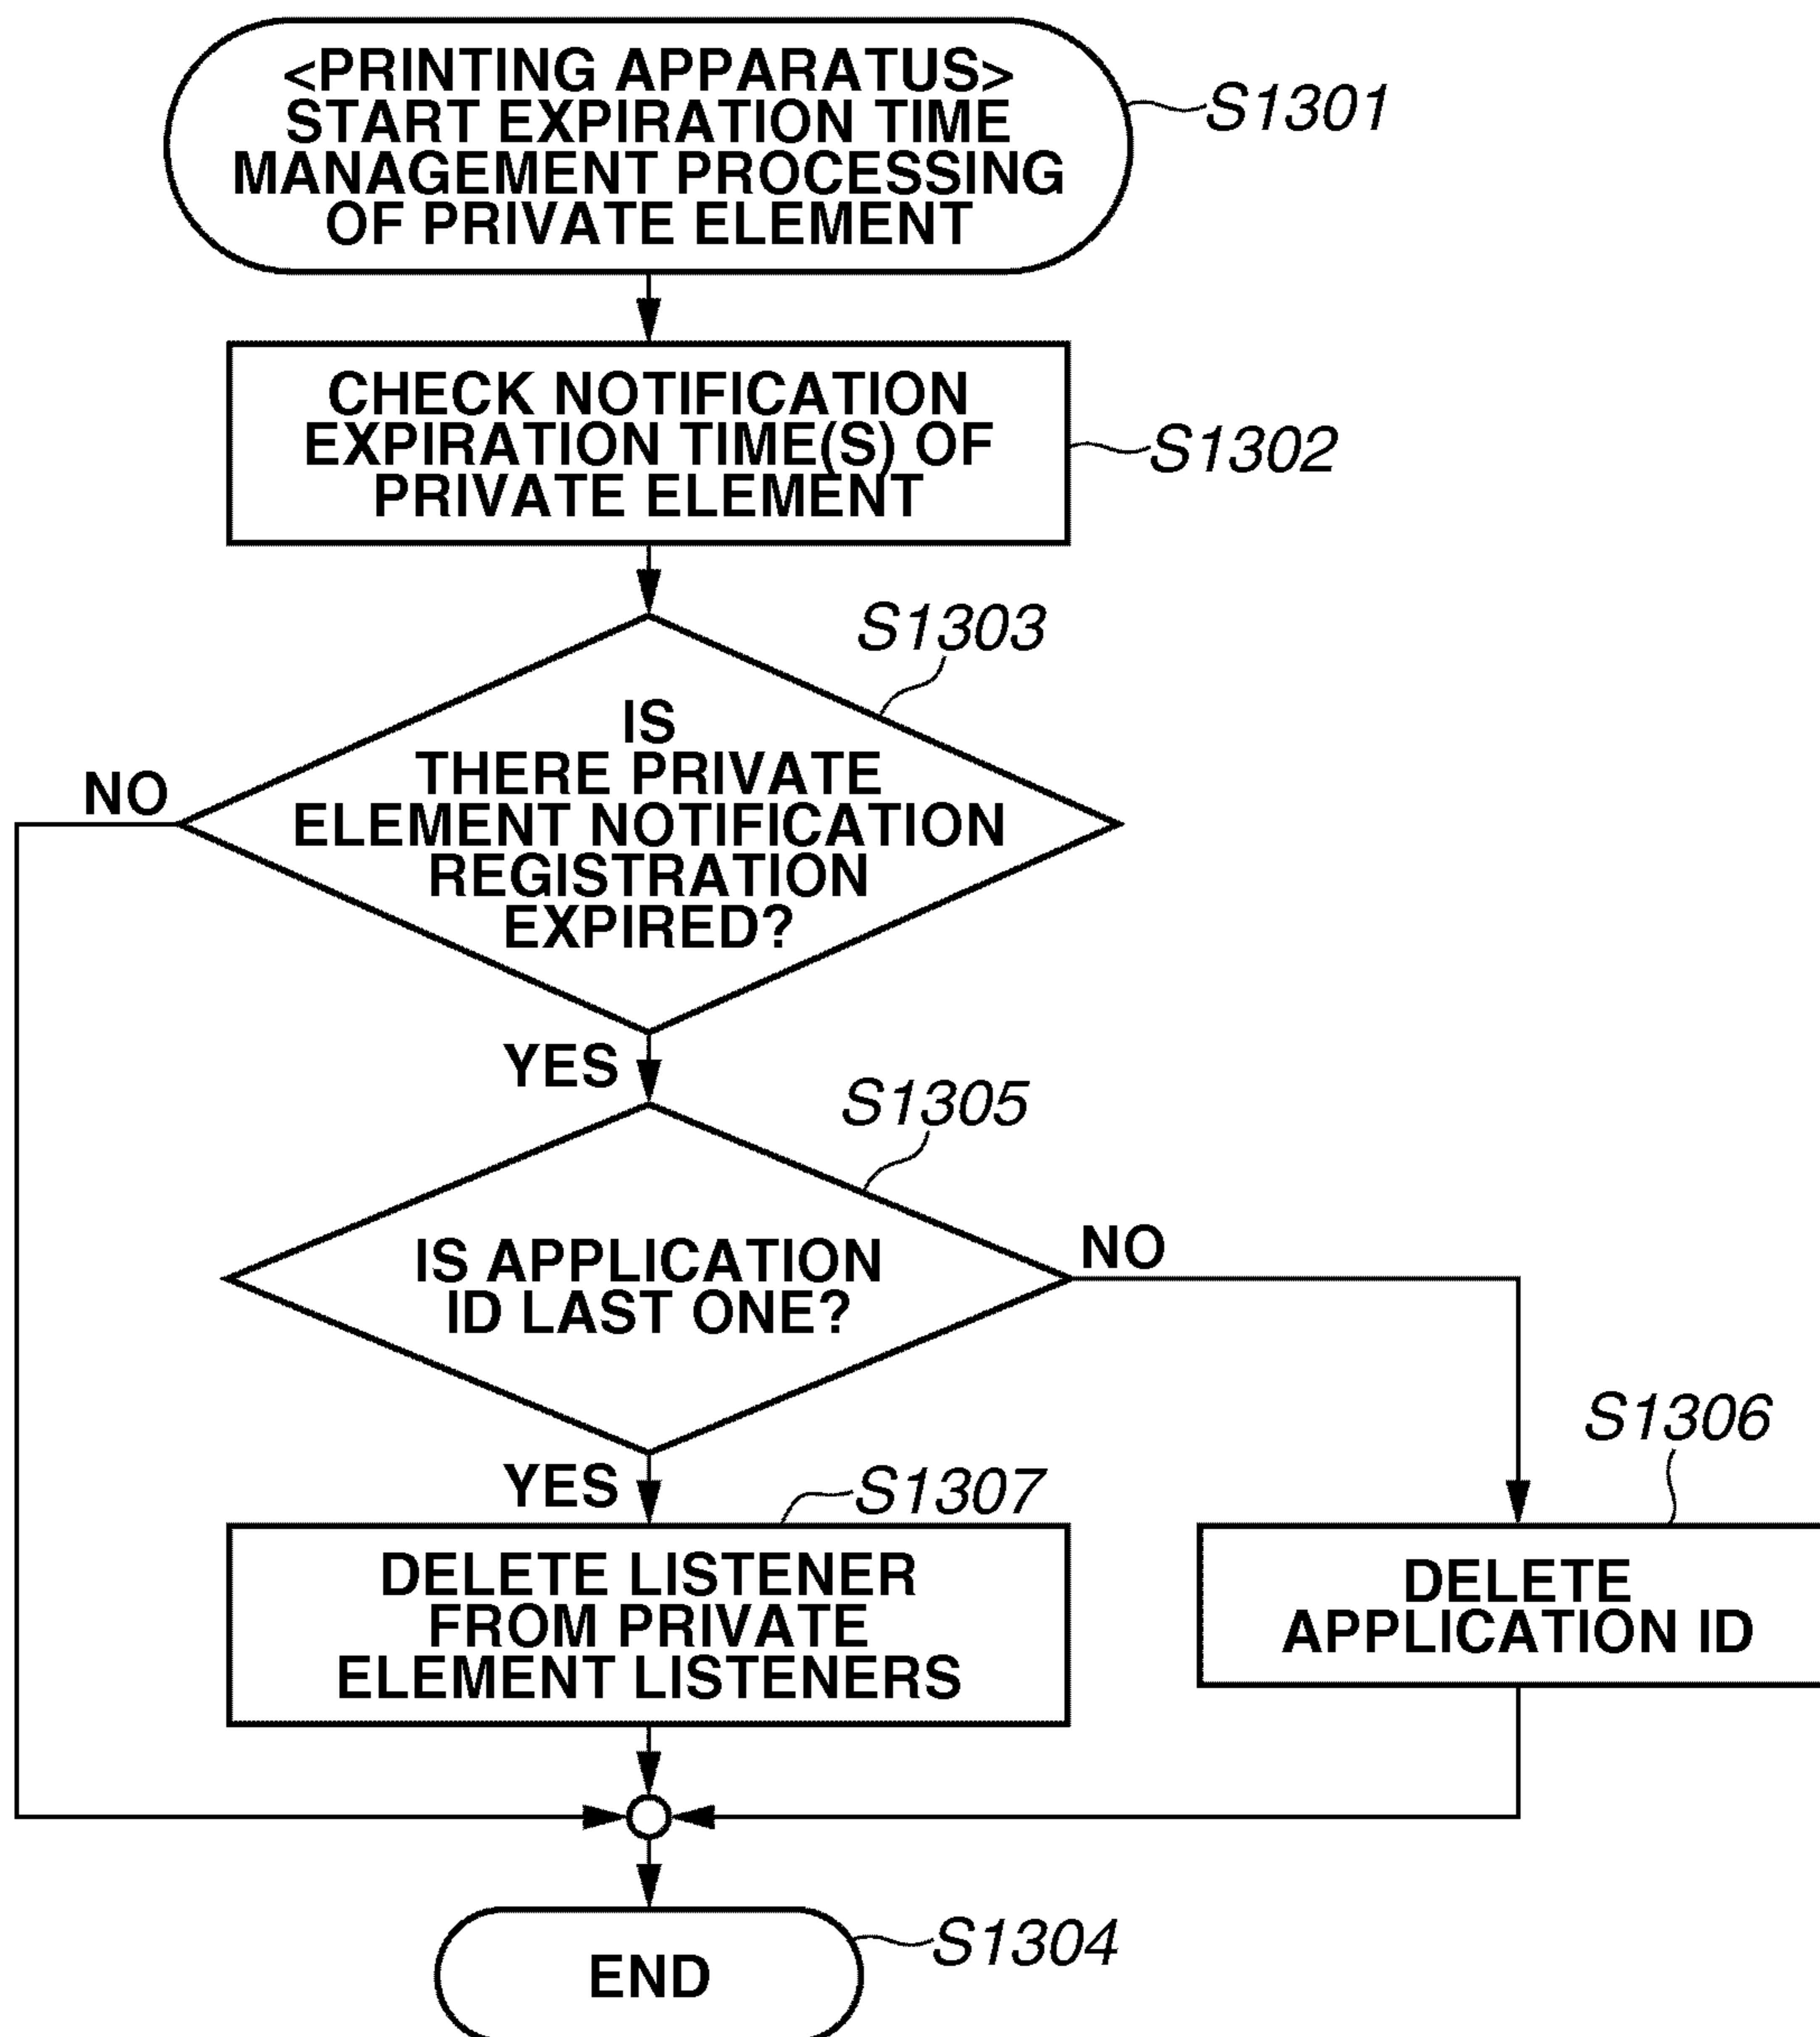 <PRINTING APPARATUS>
START EXPIRATION TIME
MANAGEMENT PROCESSING
OF PRIVATE ELEMENT
S1301
CHECK NOTIFICATION
EXPIRATION TIME(S) OF
PRIVATE ELEMENT
S1302
S1303
IS
THERE PRIVATE
ELEMENT NOTIFICATION
REGISTRATION
EXPIRED?
NO
YES
S1305
IS APPLICATION
ID LAST ONE?
NO
YES
S1307
DELETE LISTENER
FROM PRIVATE
ELEMENT LISTENERS
S1306
DELETE
APPLICATION ID
END
S1304